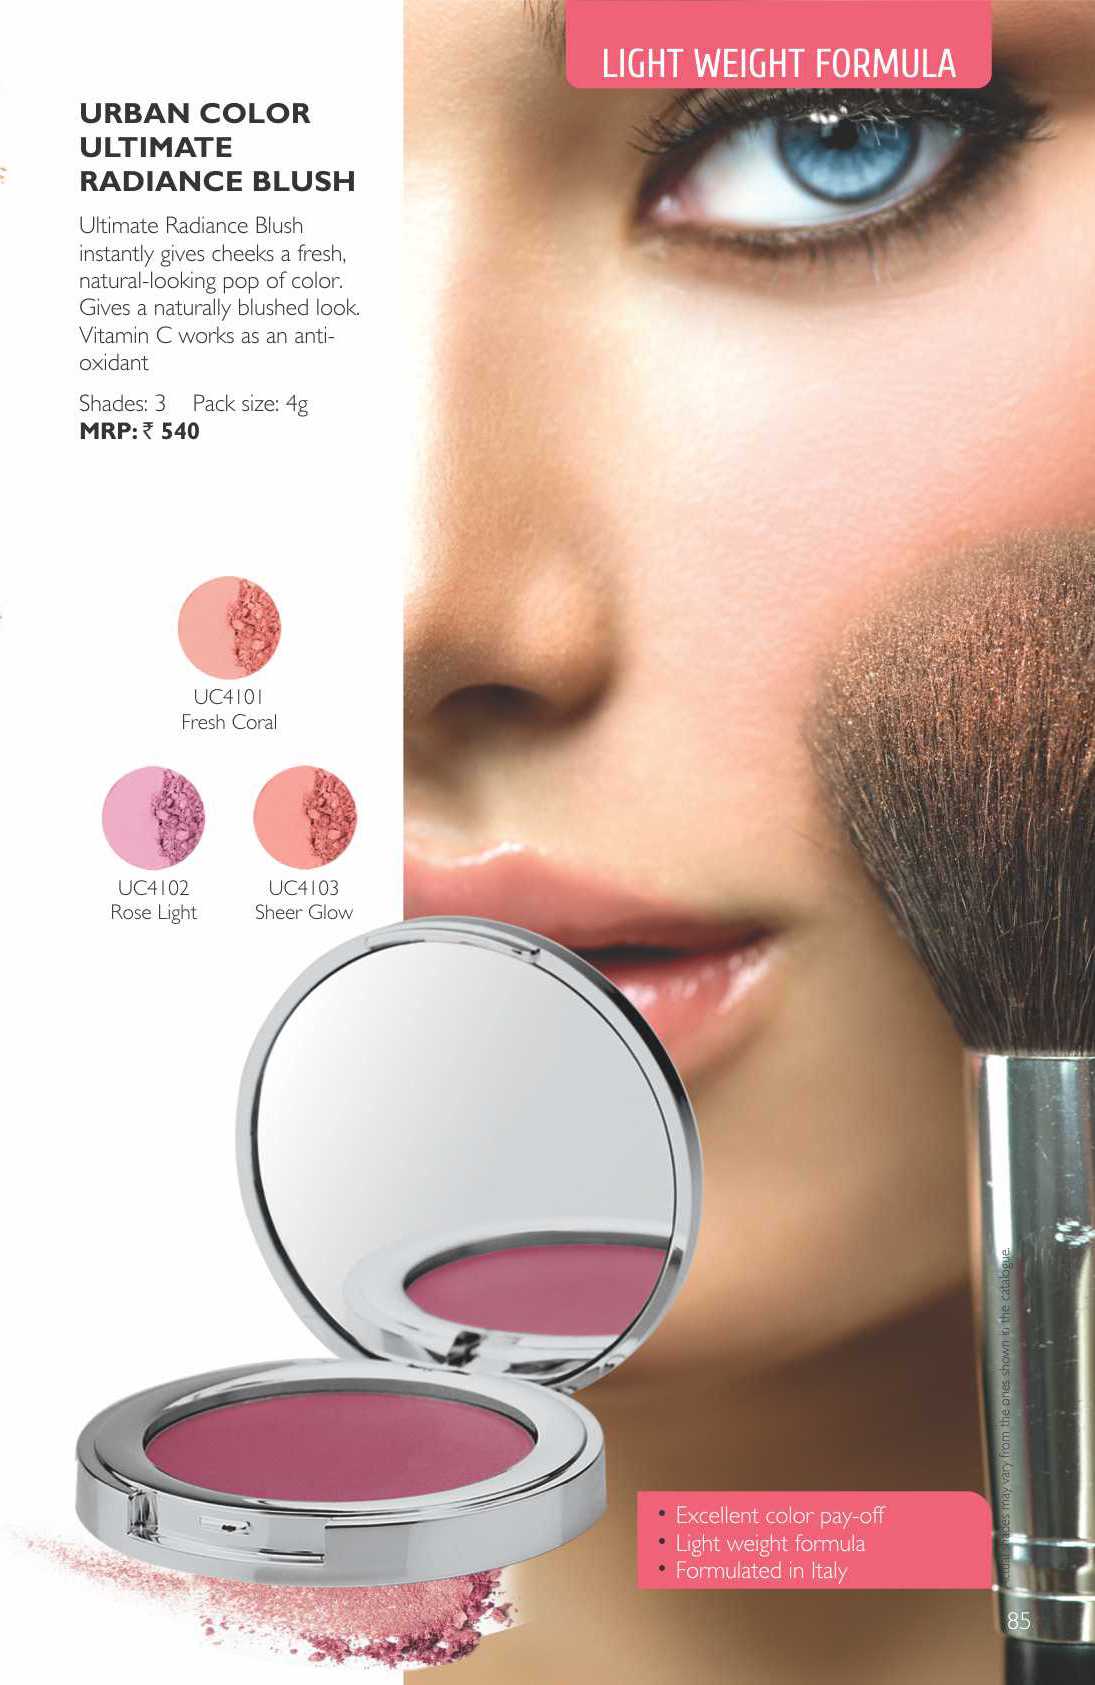 LIGHT WEIGHT FORMULA
URBAN COLOR
ULTIMATE
RADIANCE BLUSH
Ultimate Radiance Blush
instantly gives cheeks a fresh,
natural-looking pop of color.
Gives a naturally blushed look.
Vitamin C works as an anti-
oxidant
Shades: 3 Pack size: 4g
MRP: ₹ 540
UC4101
Fresh Coral
UC4102
Rose Light
UC4103
Sheer Glow
may vary from the ones shown in the catalogue.
• Excellent color pay-off
• Light weight formula
• Formulated in Italy
85